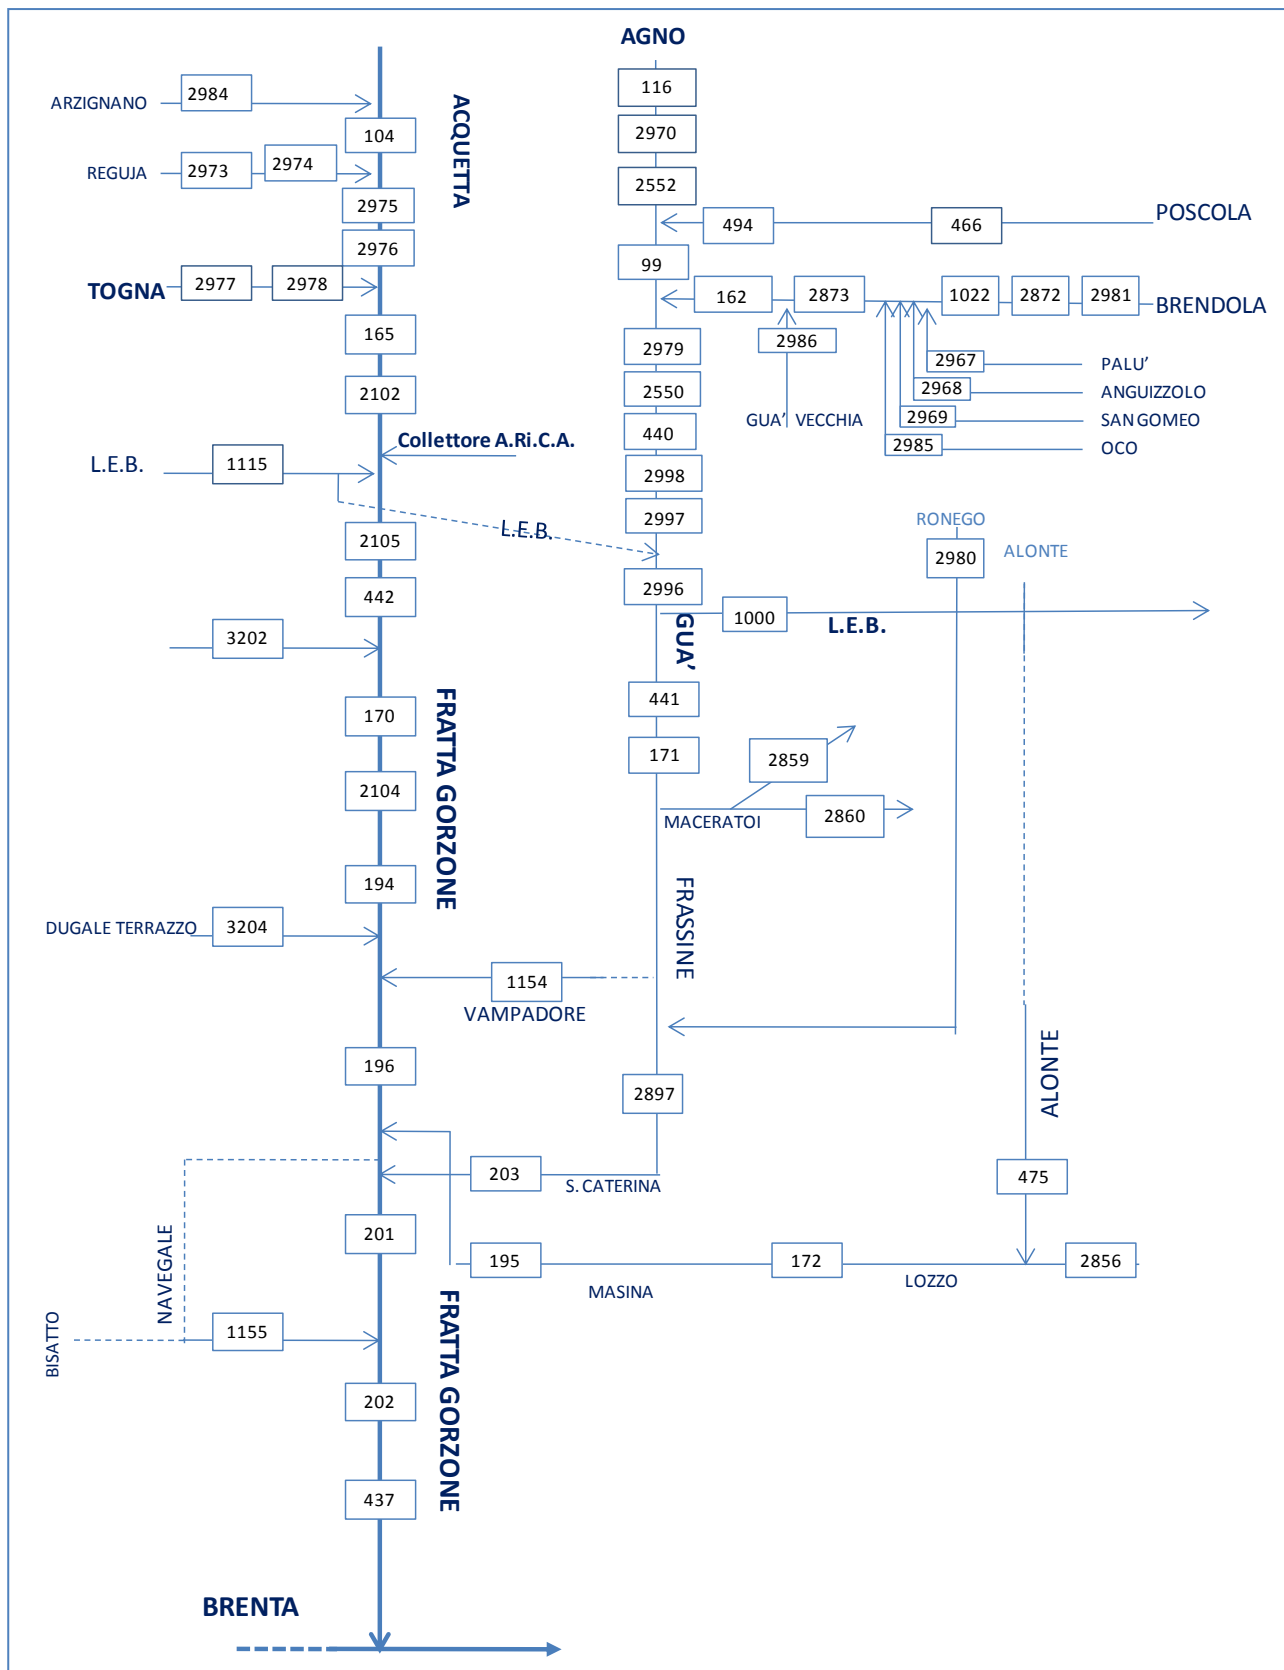 AGNO
116
ARZIGNANO
2984
ACQUETTA
104
2970
REGUJA
2973
2974
2552
2975
POSCOLA
494
466
2976
99
TOGNA
2977
2978
162
2873
1022
2872
2981
BRENDOLA
165
2979
2986
2967
PALU'
2102
2550
2968
ANGUIZZOLO
GUA' VECCHIA
2969
SAN GOMEO
440
2985
OCO
Collettore A.Ri.C.A.
L.E.B.
1115
2998
2997
L.E.B.
RONEGO
2105
2980
ALONTE
442
2996
1000
L.E.B.
3202
GUA'
441
170
FRATTA GORZONE
171
2859
2104
MACERATOI
2860
194
DUGALE TERRAZZO
3204
FRASSINE
1154
VAMPADORE
196
2897
ALONTE
203
S. CATERINA
475
201
NAVEGALE
195
172
2856
MASINA
LOZZO
1155
BISATTO
FRATTA GORZONE
202
437
BRENTA